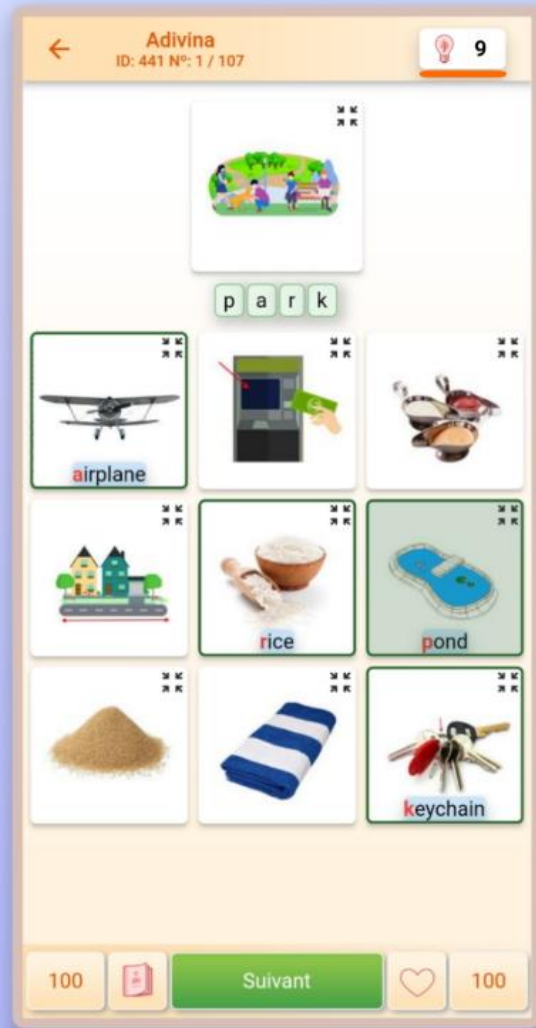 Adivina
ID: 441 Nº: 1 / 107
9
p a r k
airplane
rice
pond
keychain
100
Suivant
100